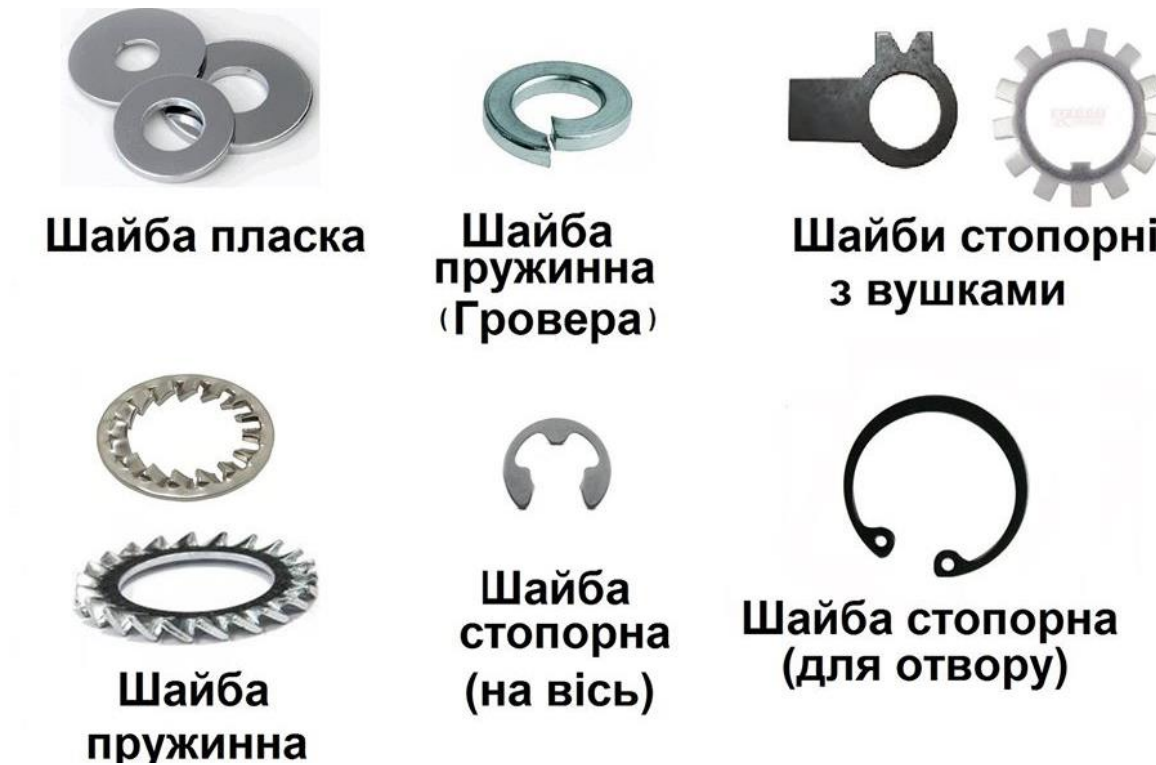 Шайба пласка
Шайба
пружинна
(Гровера)
Шайби стопорні
з вушками
Шайба
пружинна
Шайба
стопорна
(на вісь)
Шайба стопорна
(для отвору)